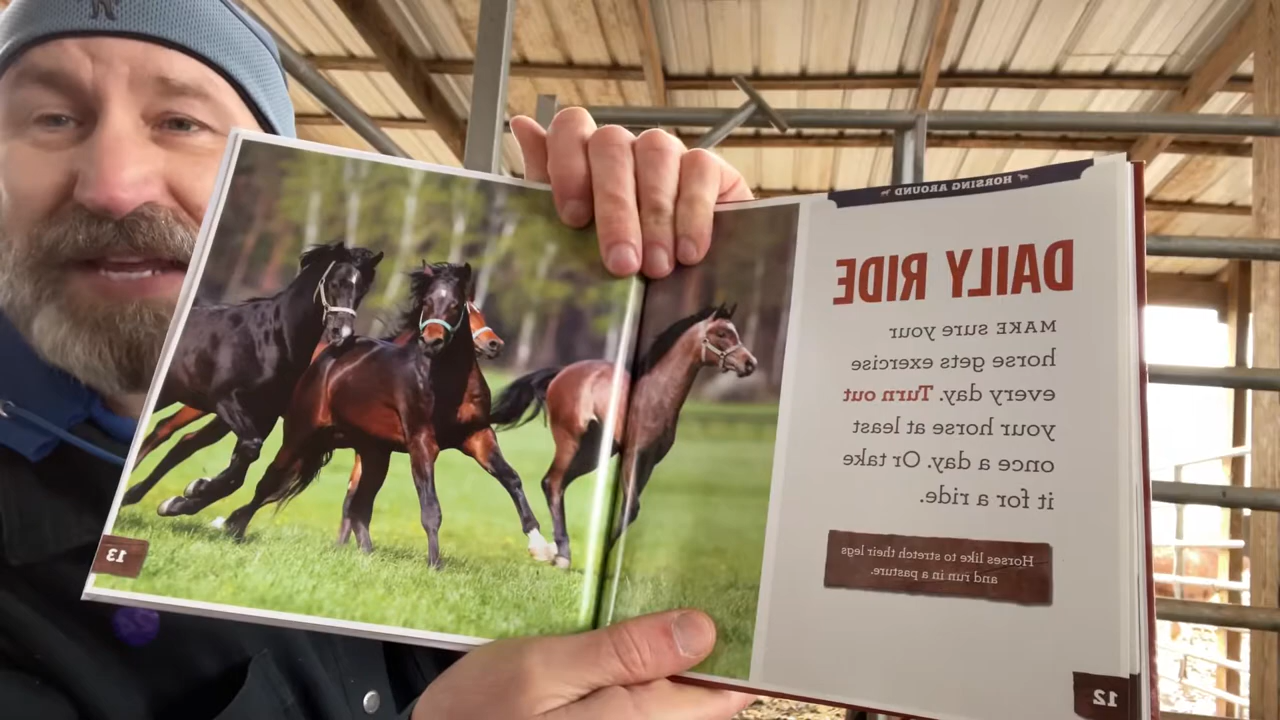 HORSING AROUND
DAILY RIDE
MAKE sure your
horse gets exercise
every day. Turn out
your horse at least
once a day. Or take
it for a ride.
Horses like to stretch their legs
and run in a pasture.
12
13